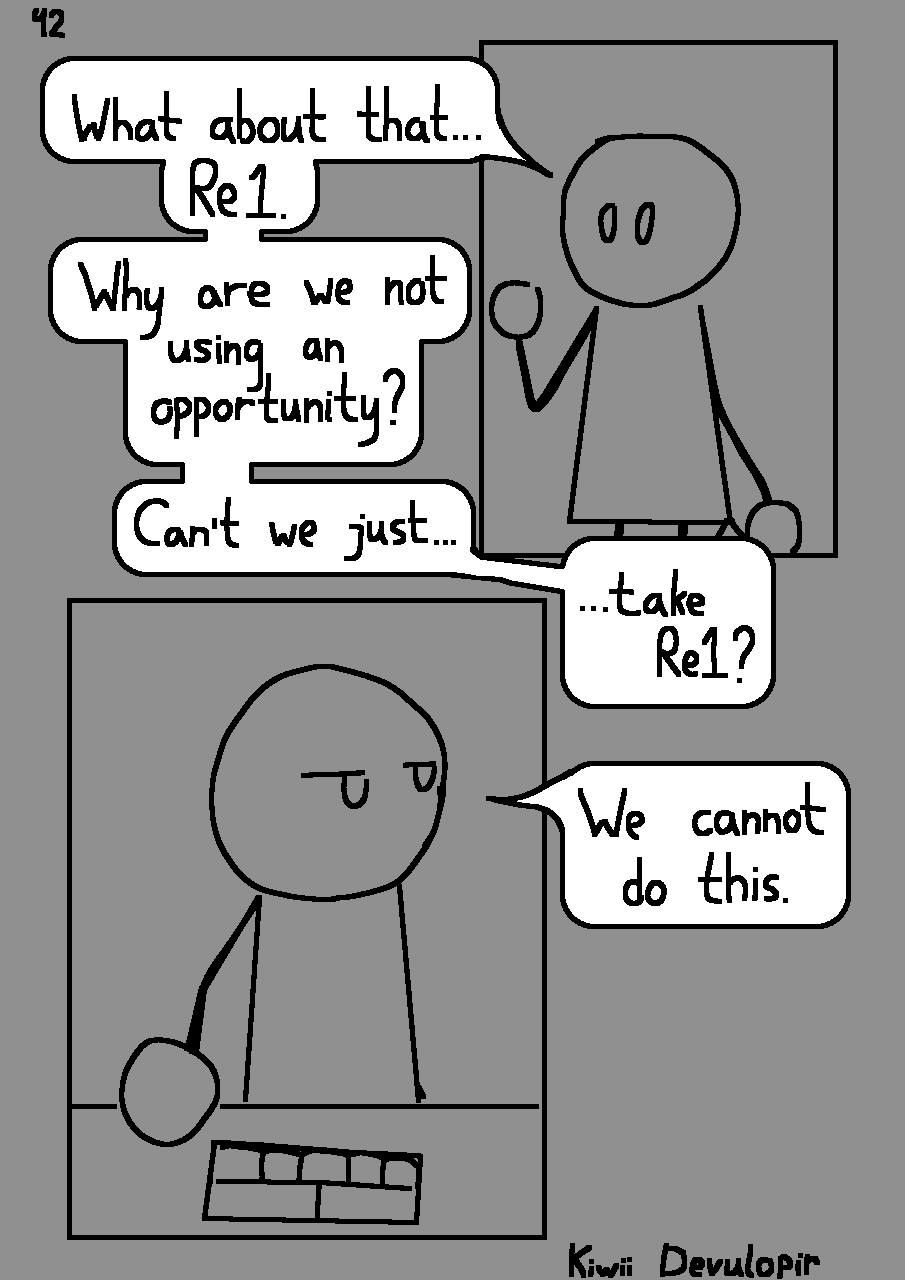 42
What about that...
Re1.
Why are we not
using an
opportunity?
Can't we just...
...take
Re1?
We cannot
do this.
Kiwii Devulopir